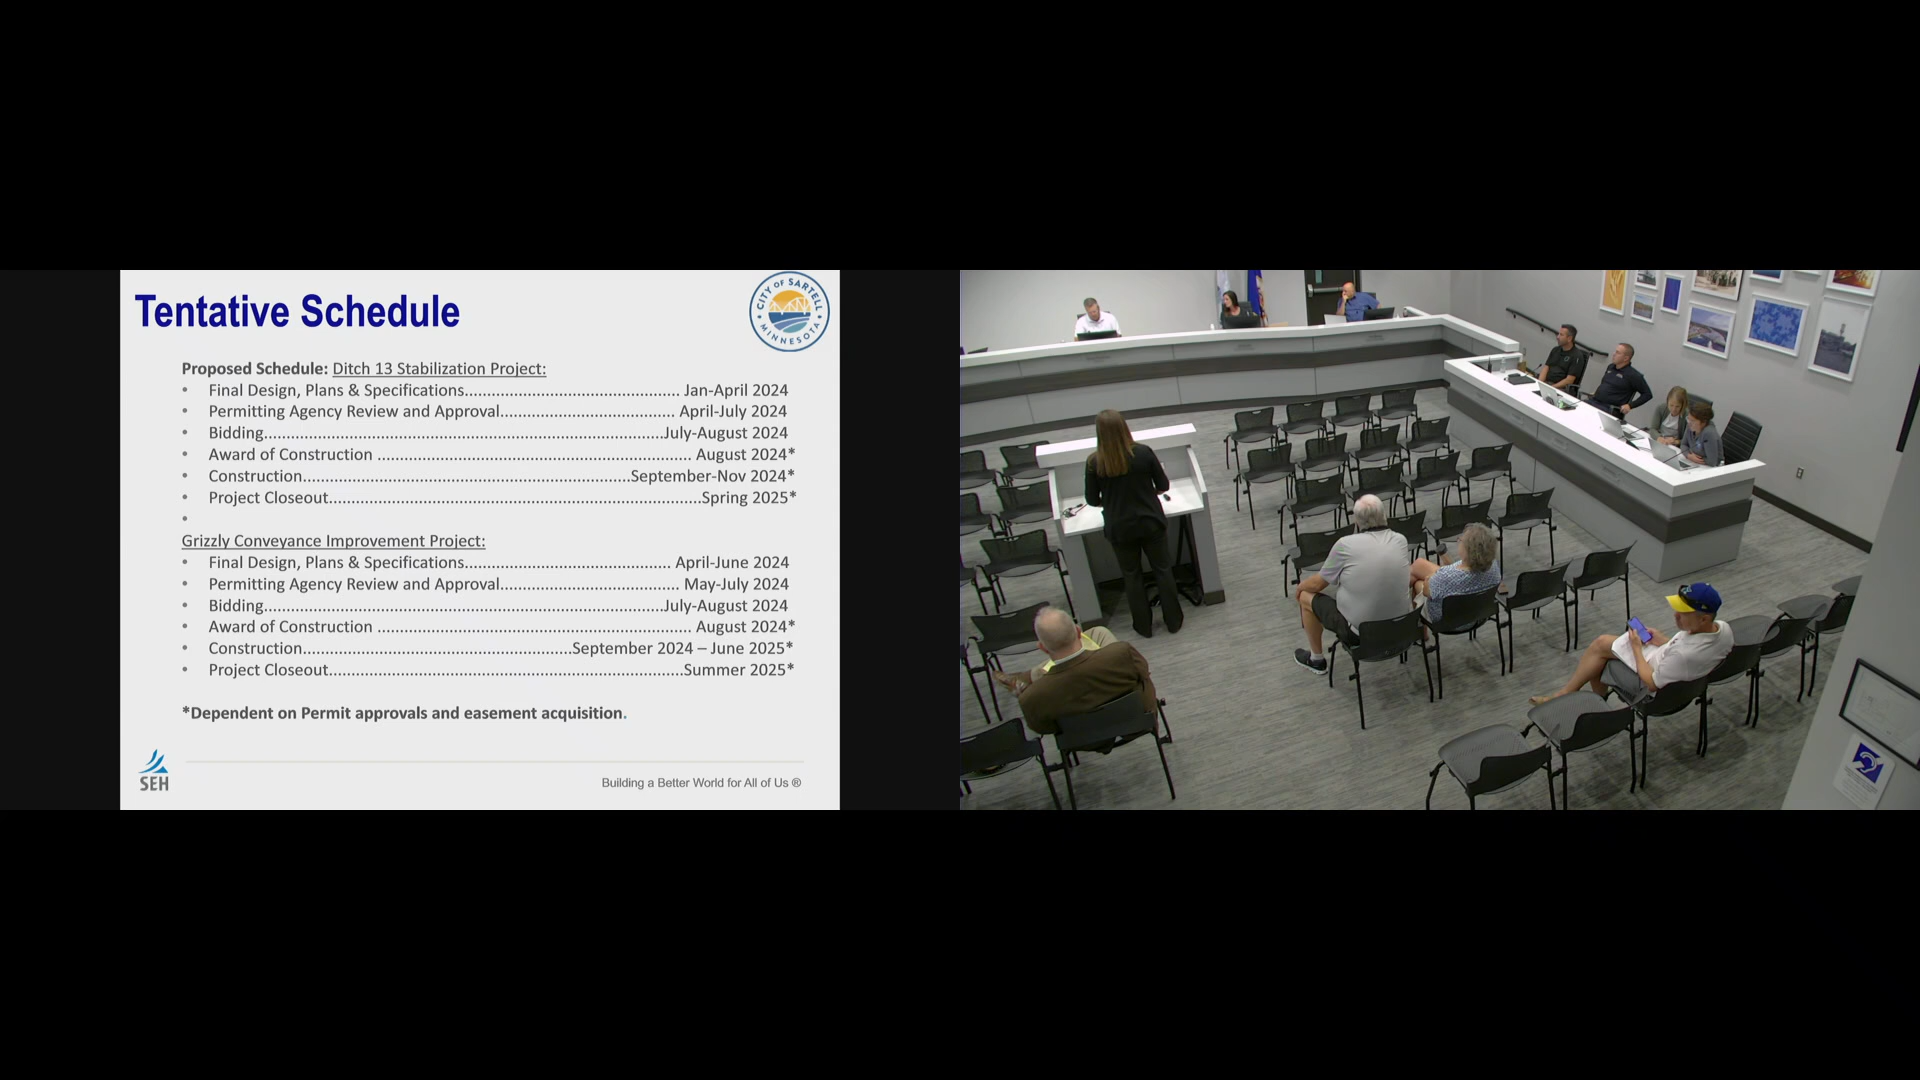 Tentative Schedule
CITY OF SARTELL
MINNESOTA
Proposed Schedule: Ditch 13 Stabilization Project:
• Final Design, Plans & Specifications............................................... Jan-April 2024
• Permitting Agency Review and Approval...................................... April-July 2024
• Bidding.......................................................................................July-August 2024
• Award of Construction .................................................................... August 2024*
• Construction.......................................................................September-Nov 2024*
• Project Closeout.................................................................................Spring 2025*
•
Grizzly Conveyance Improvement Project:
• Final Design, Plans & Specifications............................................. April-June 2024
• Permitting Agency Review and Approval....................................... May-July 2024
• Bidding.......................................................................................July-August 2024
• Award of Construction .................................................................... August 2024*
• Construction...........................................................September 2024 – June 2025*
• Project Closeout.............................................................................Summer 2025*
*Dependent on Permit approvals and easement acquisition.
SEH
Building a Better World for All of Us ®